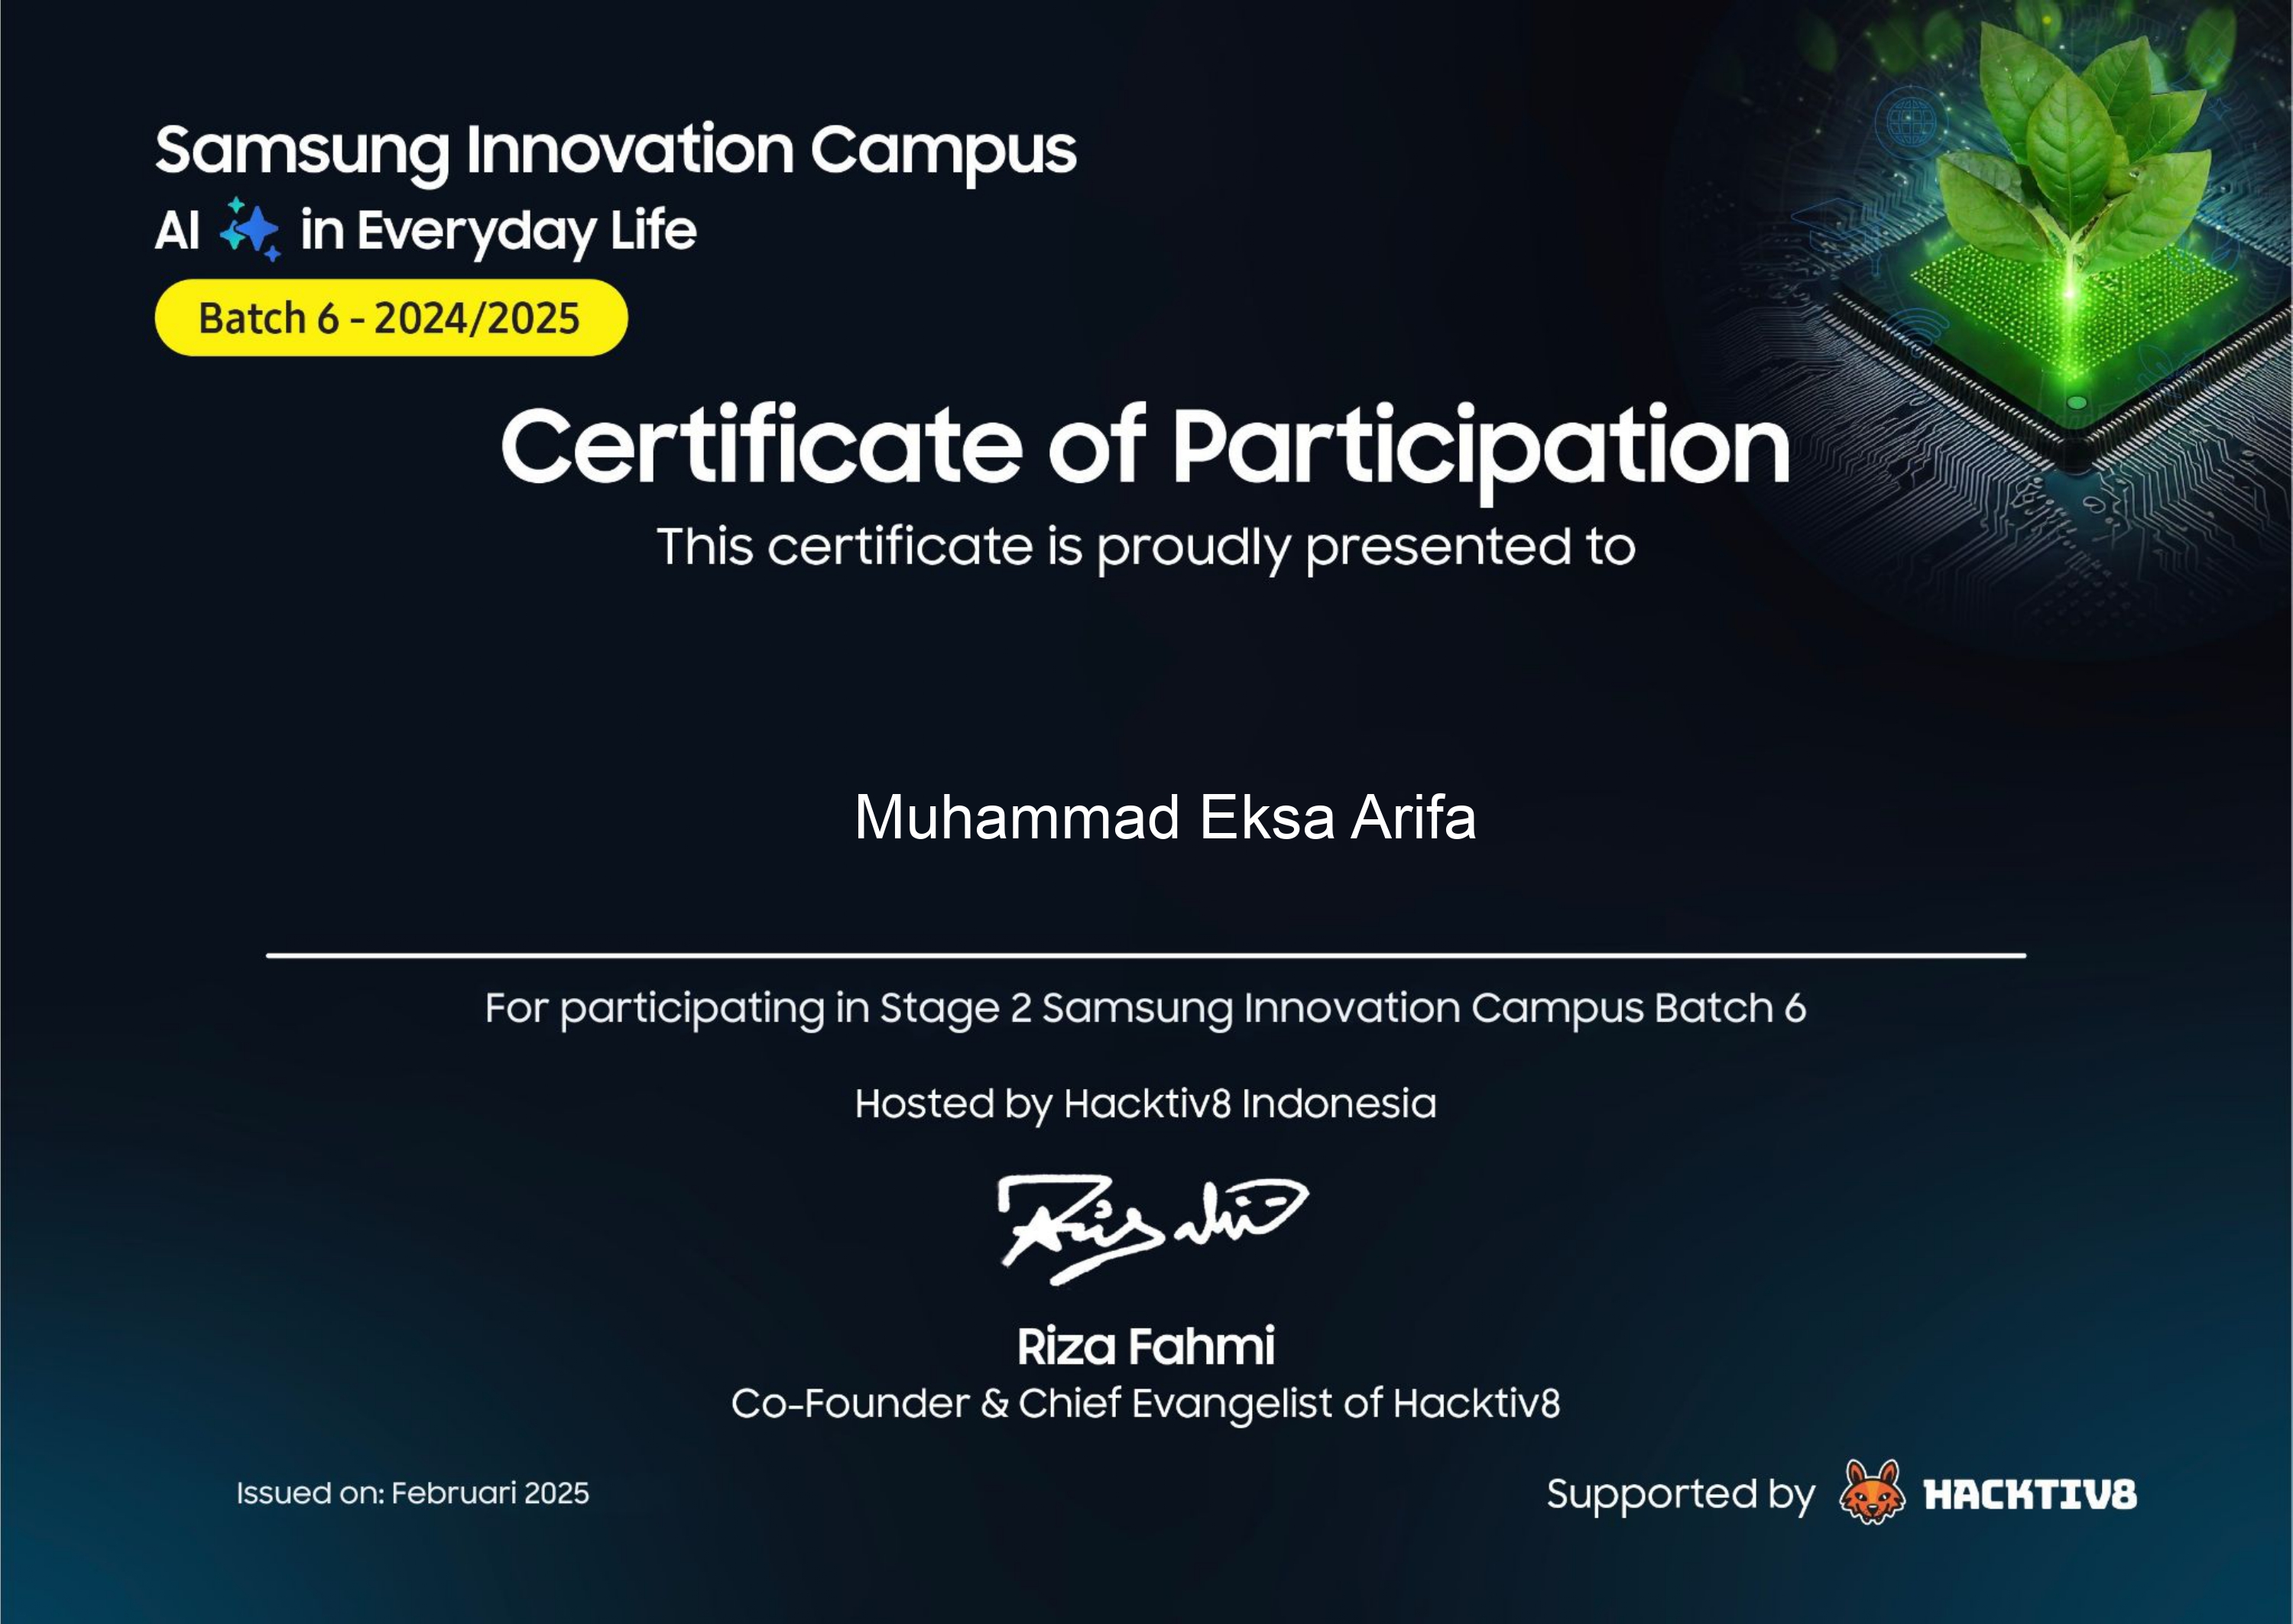 Samsung Innovation Campus
AI in Everyday Life
Batch 6 - 2024/2025
Certificate of Participation
This certificate is proudly presented to
Muhammad Eksa Arifa
For participating in Stage 2 Samsung Innovation Campus Batch 6
Hosted by Hacktiv8 Indonesia
Riza Fahmi
Co-Founder & Chief Evangelist of Hacktiv8
Issued on: Februari 2025
Supported by HACKTIV8